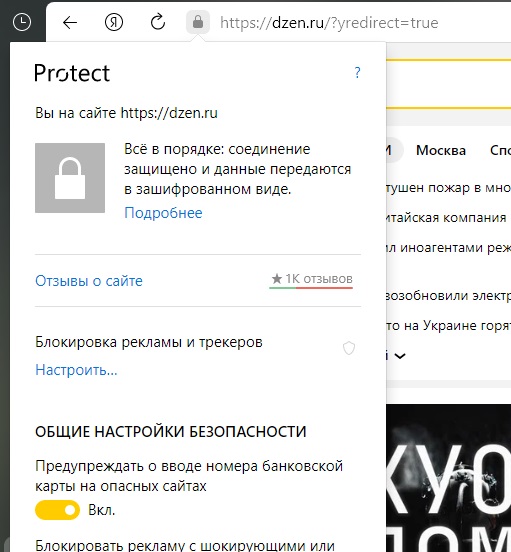 https://dzen.ru/?yredirect=true
Protect
?
Вы на сайте https://dzen.ru
Всё в порядке: соединение
защищено и данные передаются
в зашифрованном виде.
Подробнее
Отзывы о сайте
1K отзывов
Блокировка рекламы и трекеров
Настроить...
ОБЩИЕ НАСТРОЙКИ БЕЗОПАСНОСТИ
Предупреждать о вводе номера банковской
карты на опасных сайтах
Вкл.
Блокировать рекламу с шокирующими или
И Москва Спо
тушен пожар в мно
итайская компания
ил иноагентами реж
возобновили электр
то на Украине горят
й
КУО
ЛОМ